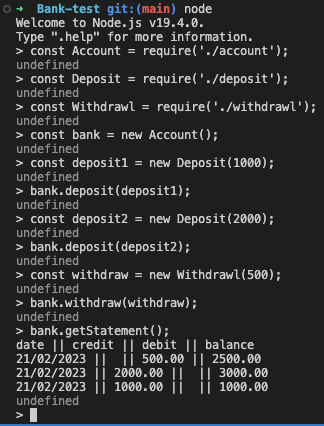 ➜ Bank-test git:(main) node
Welcome to Node.js v19.4.0.
Type ".help" for more information.
> const Account = require('./account');
undefined
> const Deposit = require('./deposit');
undefined
> const Withdrawl = require('./withdrawl');
undefined
> const bank = new Account();
undefined
> const deposit1 = new Deposit(1000);
undefined
> bank.deposit(deposit1);
undefined
> const deposit2 = new Deposit(2000);
undefined
> bank.deposit(deposit2);
undefined
> const withdraw = new Withdrawl(500);
undefined
> bank.withdraw(withdraw);
undefined
> bank.getStatement();
date || credit || debit || balance
21/02/2023 ||  || 500.00 || 2500.00
21/02/2023 || 2000.00 ||  || 3000.00
21/02/2023 || 1000.00 ||  || 1000.00
undefined
>